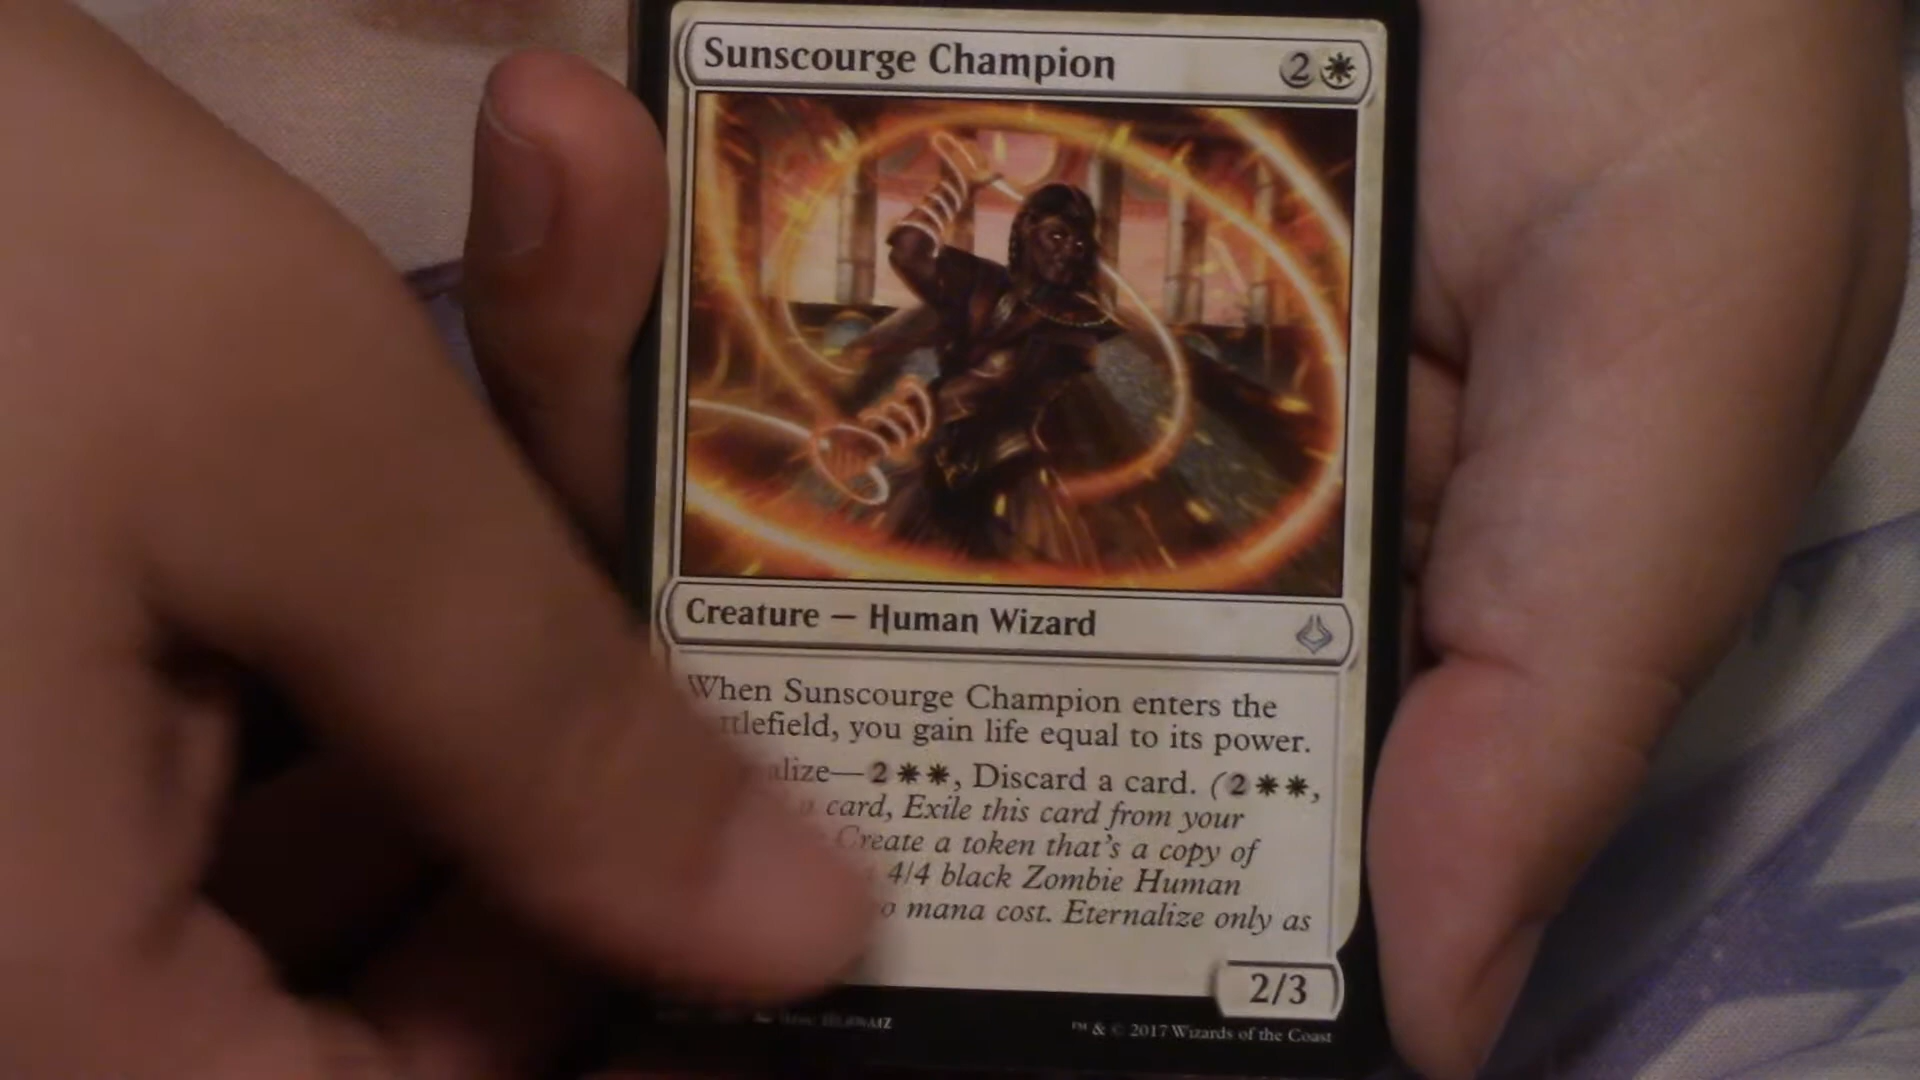 Sunscourge Champion 2
Creature — Human Wizard
When Sunscourge Champion enters the
tlefield, you gain life equal to its power.
alize—2, Discard a card. (2,
card, Exile this card from your
Create a token that's a copy of
4/4 black Zombie Human
o mana cost. Eternalize only as
2/3
™ & © 2017 Wizards of the Coast